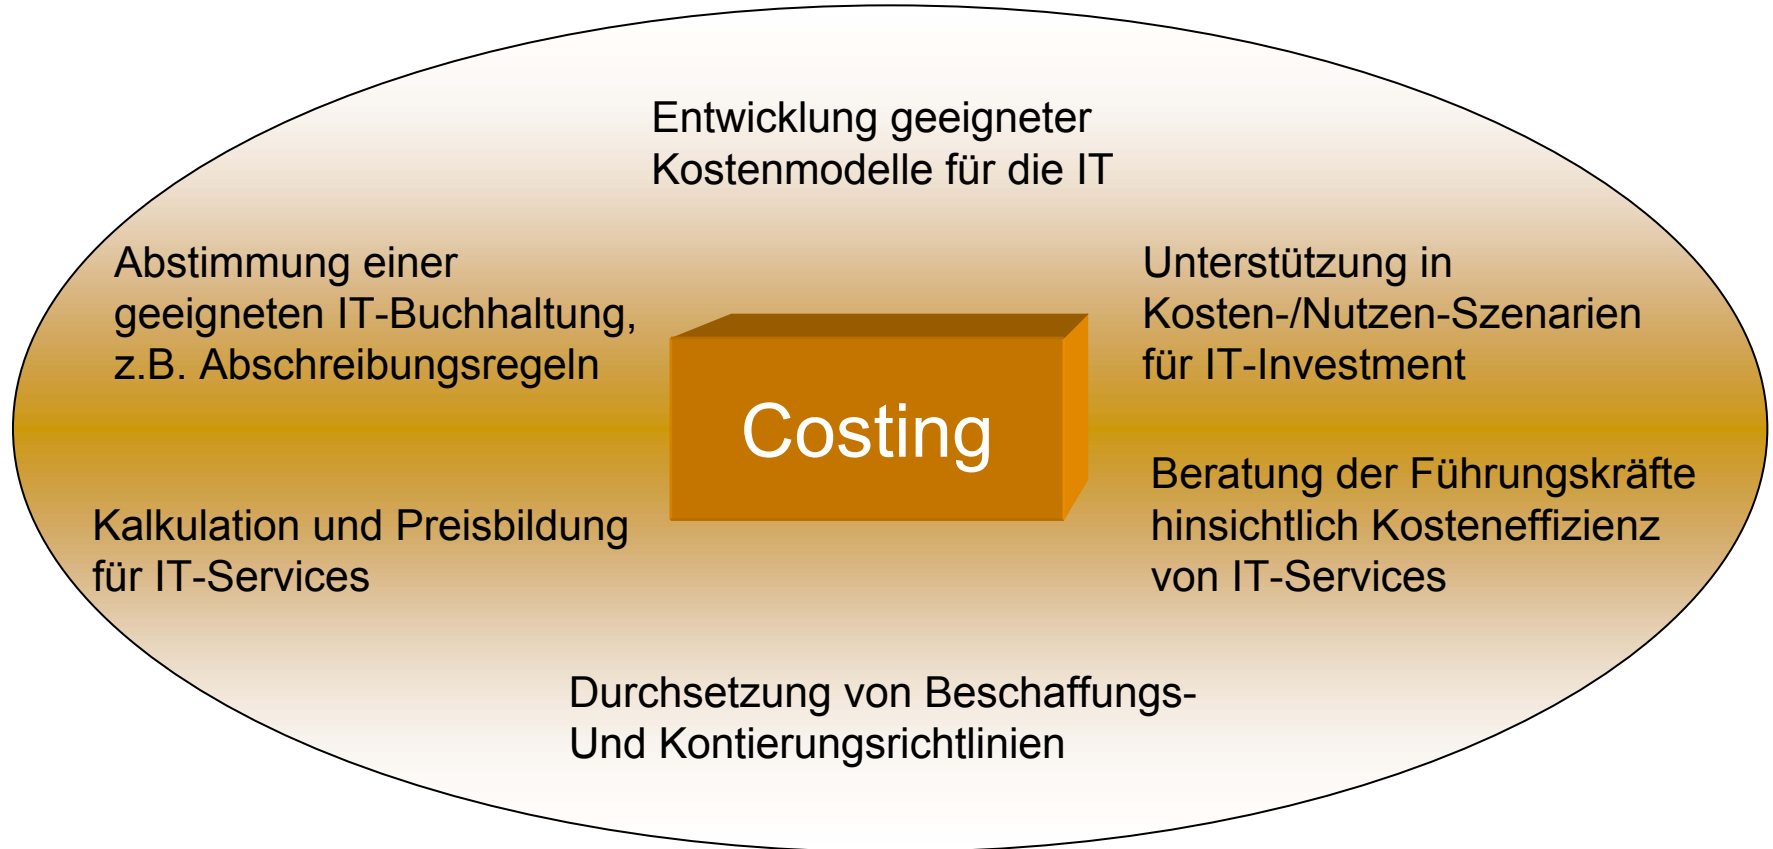 Entwicklung geeigneter
Kostenmodelle für die IT
Abstimmung einer
geeigneten IT-Buchhaltung,
z.B. Abschreibungsregeln
Unterstützung in
Kosten-/Nutzen-Szenarien
für IT-Investment
Costing
Kalkulation und Preisbildung
für IT-Services
Beratung der Führungskräfte
hinsichtlich Kosteneffizienz
von IT-Services
Durchsetzung von Beschaffungs-
Und Kontierungsrichtlinien